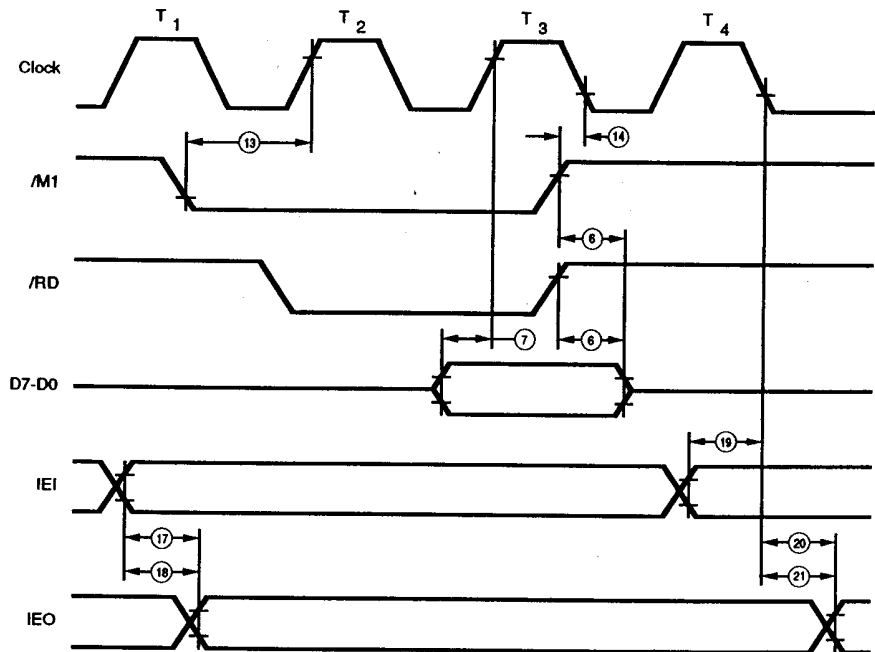 T1 T2 T3 T4
Clock
13
14
/M1
6
/RD
7
6
D7-D0
19
IEI
17
20
18
21
IEO